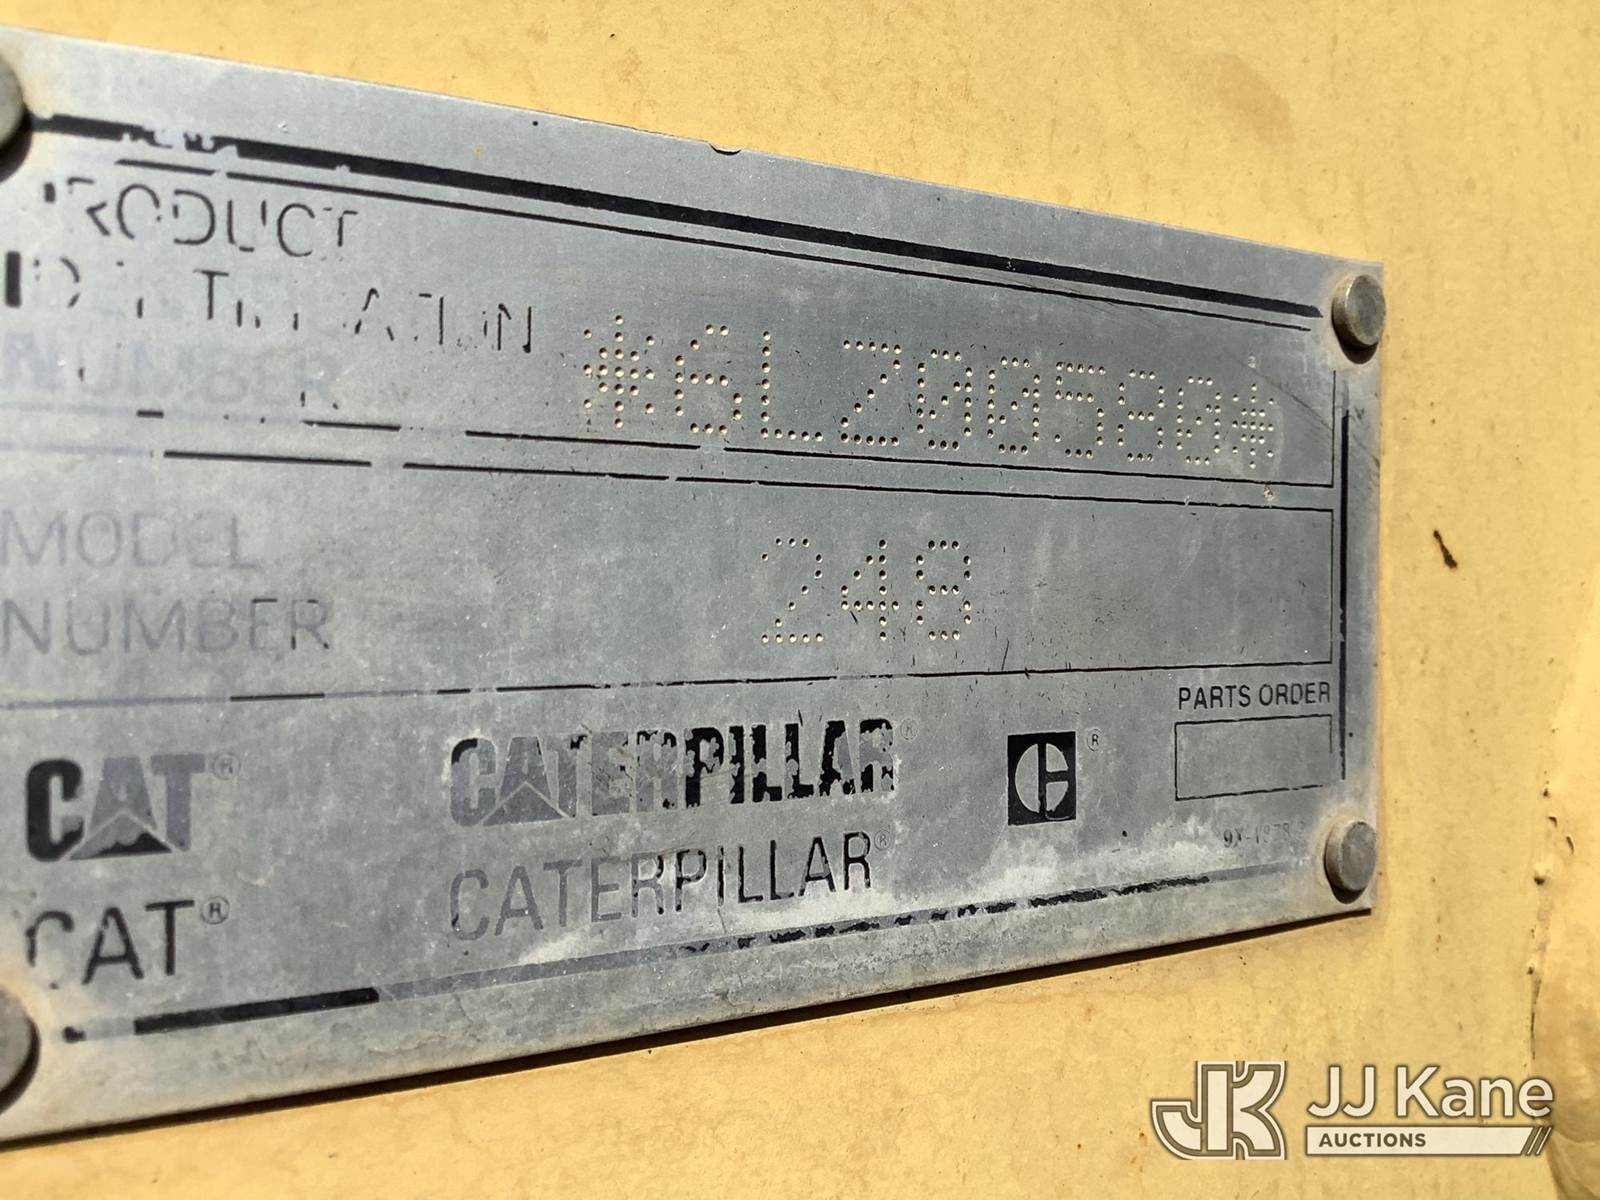 PRODUCT
IDENTIFICATION
NUMBER
*6LZ00580*
MODEL
NUMBER
248
PARTS ORDER
CAT®
CATERPILLAR®
®
CAT®
CATERPILLAR®
JJ Kane
AUCTIONS